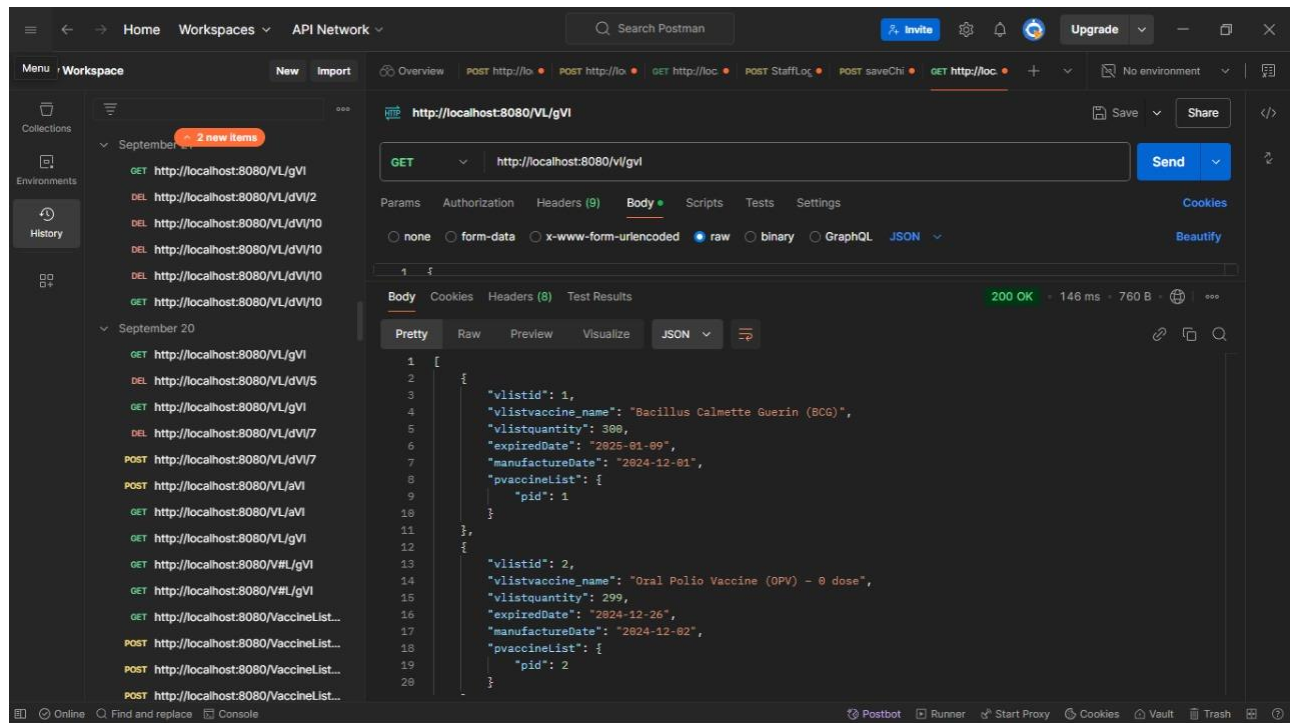 Home Workspaces API Network Search Postman Invite Upgrade
Menu Workspace New Import
Overview POST http://lo POST http://lo GET http://loc. POST StaffLog POST saveChi GET http://loc. No environment
Collections
Environments
History
2 new items
September 21
GET http://localhost:8080/VL/gVl
DEL http://localhost:8080/VL/dVl/2
DEL http://localhost:8080/VL/dVl/10
DEL http://localhost:8080/VL/dVl/10
DEL http://localhost:8080/VL/dVl/10
GET http://localhost:8080/VL/dVl/10
September 20
GET http://localhost:8080/VL/gVl
DEL http://localhost:8080/VL/dVl/5
GET http://localhost:8080/VL/gVl
DEL http://localhost:8080/VL/dVl/7
POST http://localhost:8080/VL/dVl/7
POST http://localhost:8080/VL/aVl
GET http://localhost:8080/VL/aVl
GET http://localhost:8080/VL/gVl
GET http://localhost:8080/V#L/gVl
GET http://localhost:8080/V#L/gVl
GET http://localhost:8080/VaccineList...
POST http://localhost:8080/VaccineList...
POST http://localhost:8080/VaccineList...
POST http://localhost:8080/VaccineList...
HTTP http://localhost:8080/VL/gVl Save Share
GET http://localhost:8080/vl/gvl Send
Params Authorization Headers (9) Body Scripts Tests Settings Cookies
none form-data x-www-form-urlencoded raw binary GraphQL JSON Beautify
1 {
Body Cookies Headers (8) Test Results 200 OK 146 ms 760 B
Pretty Raw Preview Visualize JSON
1 [
2 {
3 "vlistid": 1,
4 "vlistvaccine_name": "Bacillus Calmette Guerin (BCG)",
5 "vlistquantity": 300,
6 "expiredDate": "2025-01-09",
7 "manufactureDate": "2024-12-01",
8 "pvaccineList": {
9 "pid": 1
10 }
11 },
12 {
13 "vlistid": 2,
14 "vlistvaccine_name": "Oral Polio Vaccine (OPV) – 0 dose",
15 "vlistquantity": 299,
16 "expiredDate": "2024-12-26",
17 "manufactureDate": "2024-12-02",
18 "pvaccineList": {
19 "pid": 2
20 }
Online Find and replace Console Postbot Runner Start Proxy Cookies Vault Trash